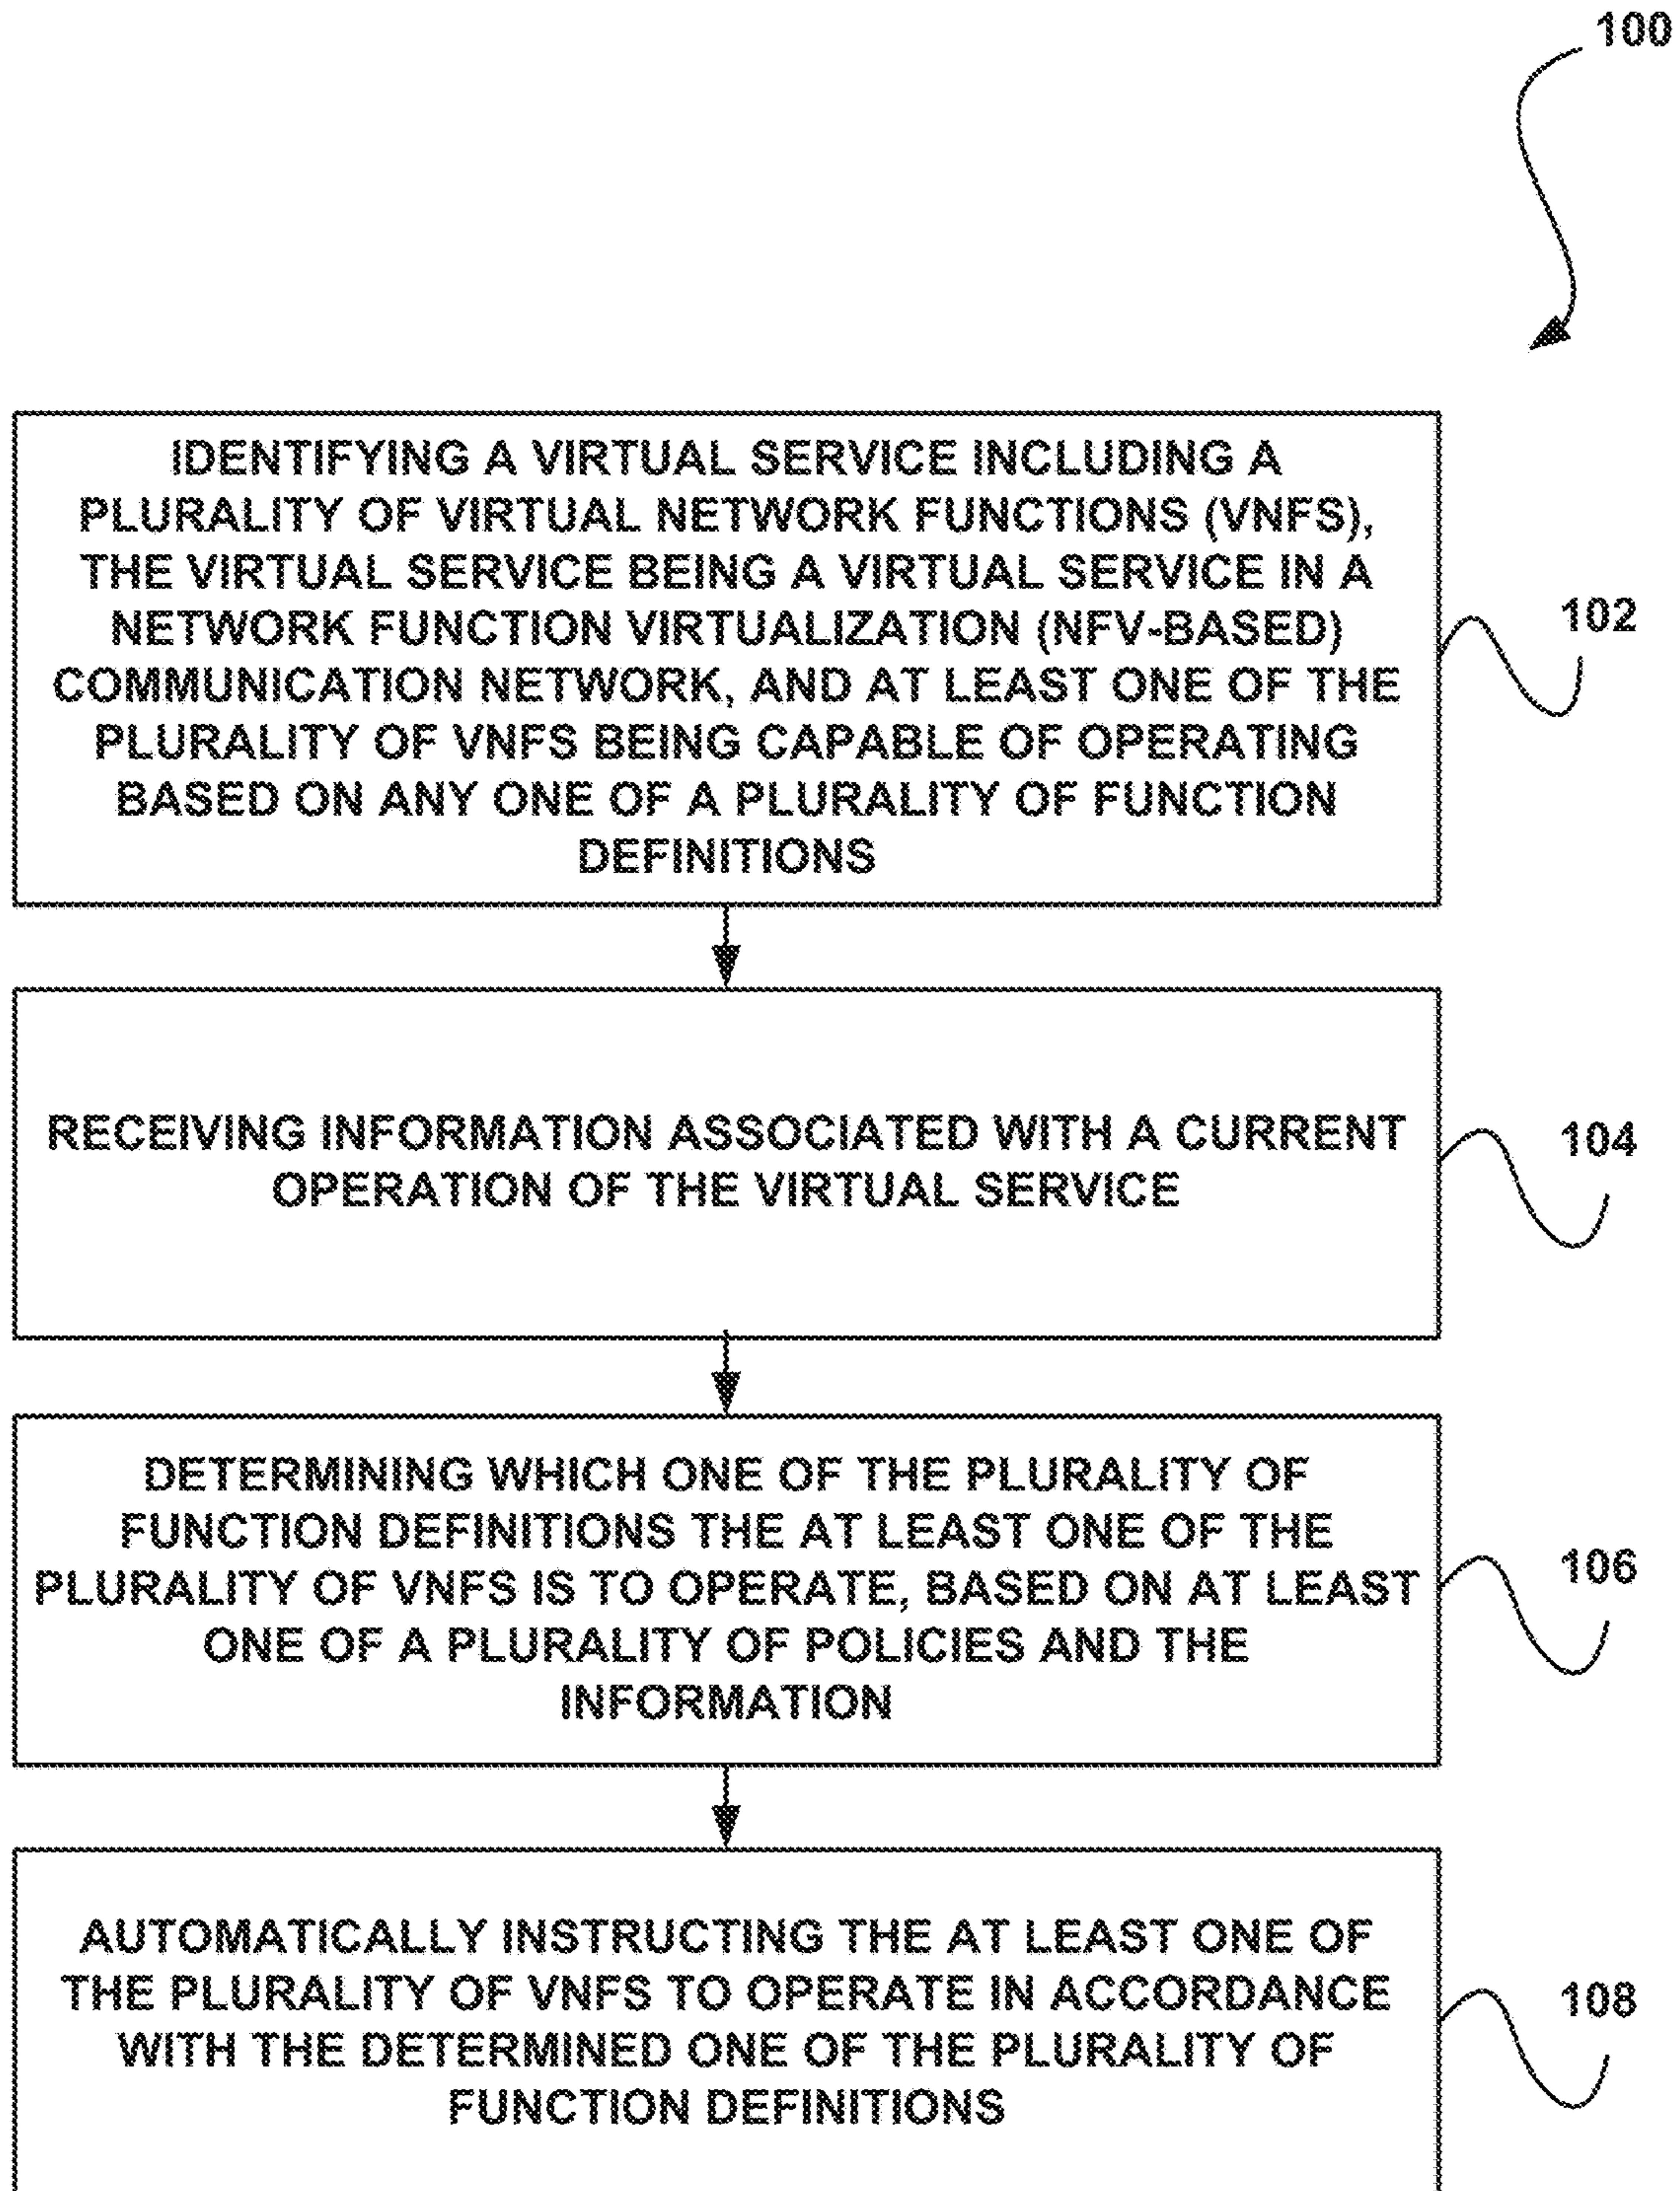 100
IDENTIFYING A VIRTUAL SERVICE INCLUDING A
PLURALITY OF VIRTUAL NETWORK FUNCTIONS (VNFS),
THE VIRTUAL SERVICE BEING A VIRTUAL SERVICE IN A
NETWORK FUNCTION VIRTUALIZATION (NFV-BASED)
COMMUNICATION NETWORK, AND AT LEAST ONE OF THE
PLURALITY OF VNFS BEING CAPABLE OF OPERATING
BASED ON ANY ONE OF A PLURALITY OF FUNCTION
DEFINITIONS
102
RECEIVING INFORMATION ASSOCIATED WITH A CURRENT
OPERATION OF THE VIRTUAL SERVICE
104
DETERMINING WHICH ONE OF THE PLURALITY OF
FUNCTION DEFINITIONS THE AT LEAST ONE OF THE
PLURALITY OF VNFS IS TO OPERATE, BASED ON AT LEAST
ONE OF A PLURALITY OF POLICIES AND THE
INFORMATION
106
AUTOMATICALLY INSTRUCTING THE AT LEAST ONE OF
THE PLURALITY OF VNFS TO OPERATE IN ACCORDANCE
WITH THE DETERMINED ONE OF THE PLURALITY OF
FUNCTION DEFINITIONS
108